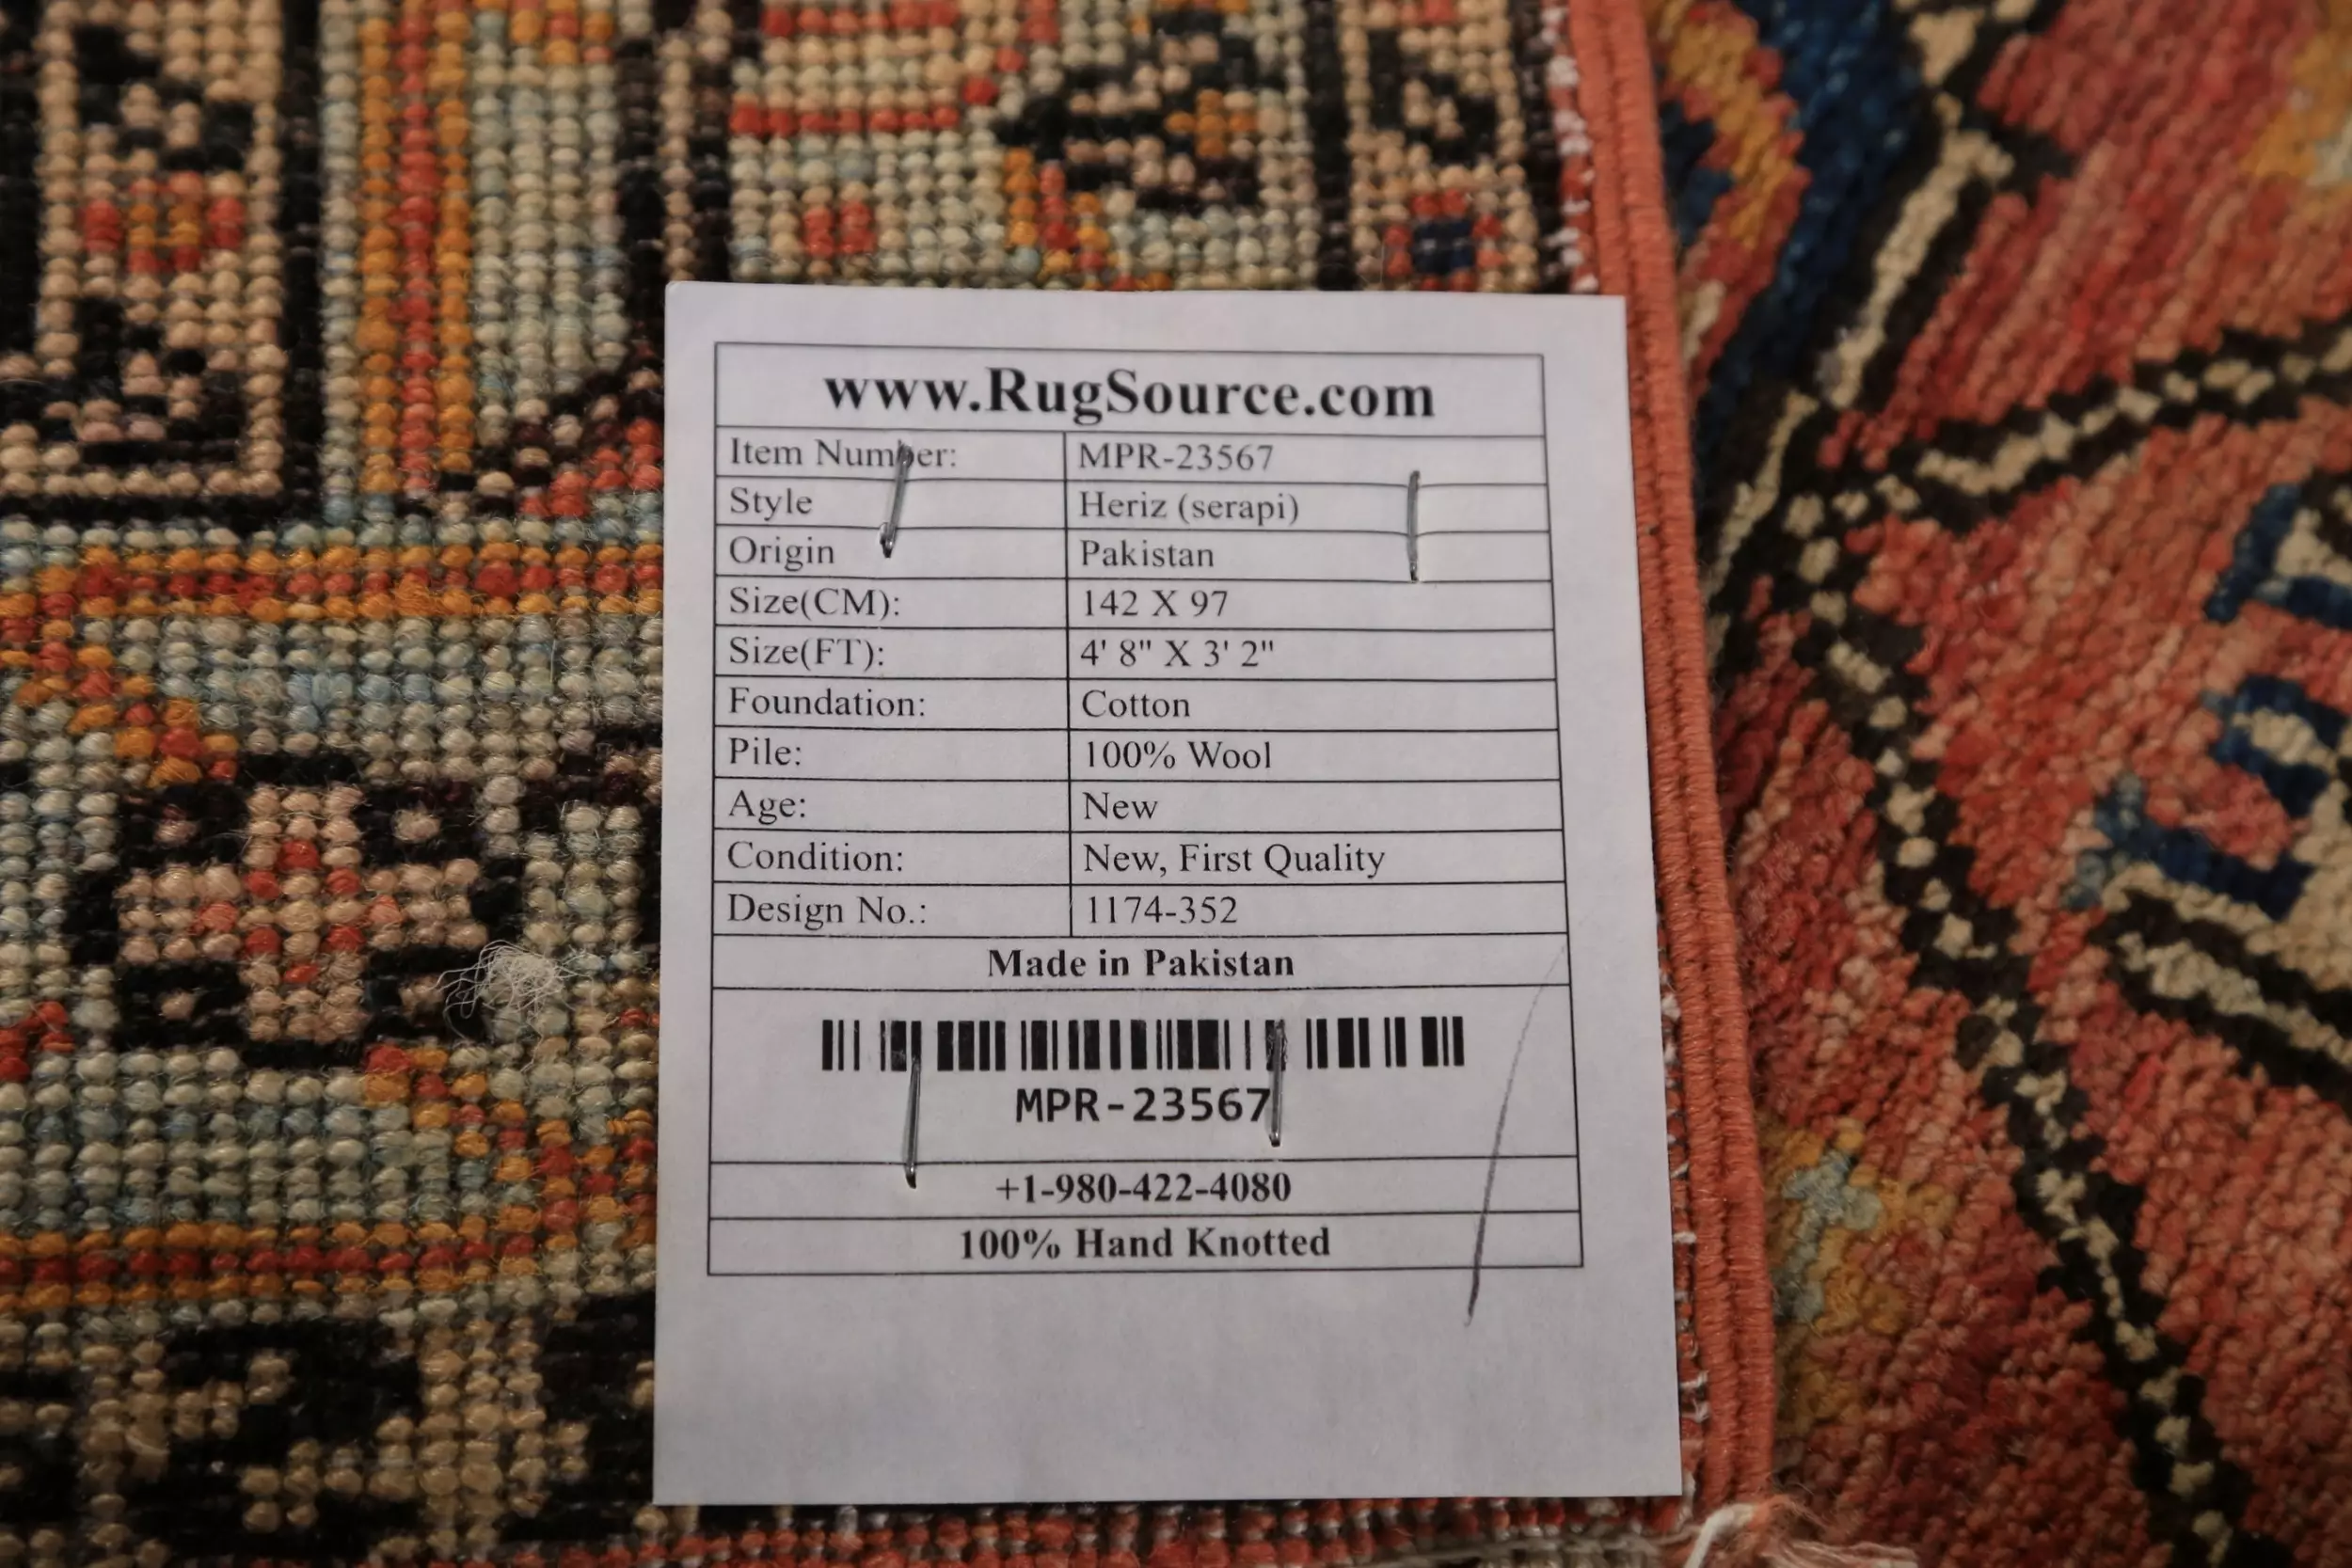 www.RugSource.com
Item Number: MPR-23567
Style Heriz (serapi)
Origin Pakistan
Size(CM): 142 X 97
Size(FT): 4' 8" X 3' 2"
Foundation: Cotton
Pile: 100% Wool
Age: New
Condition: New, First Quality
Design No.: 1174-352
Made in Pakistan
MPR-23567
+1-980-422-4080
100% Hand Knotted